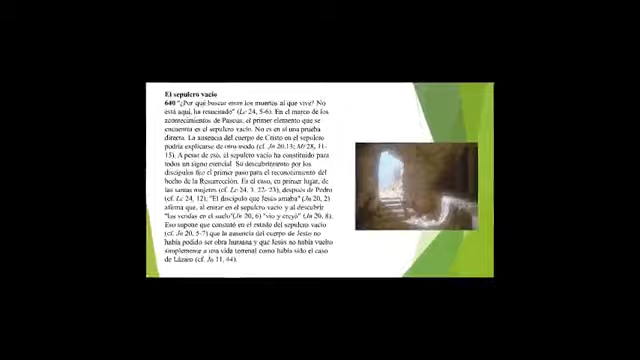 El sepulcro vacío
640 "¿Por qué buscar entre los muertos al que vive? No
está aquí, ha resucitado" (Lc 24, 5-6). En el marco de los
acontecimientos de Pascua, el primer elemento que se
encuentra es el sepulcro vacío. No es en sí una prueba
directa. La ausencia del cuerpo de Cristo en el sepulcro
podría explicarse de otro modo (cf. Jn 20,13; Mt 28, 11-
15). A pesar de eso, el sepulcro vacío ha constituido para
todos un signo esencial. Su descubrimiento por los
discípulos fue el primer paso para el reconocimiento del
hecho de la Resurrección. Es el caso, en primer lugar, de
las santas mujeres (cf. Lc 24, 3. 22- 23), después de Pedro
(cf. Lc 24, 12). "El discípulo que Jesús amaba" (Jn 20, 2)
afirma que, al entrar en el sepulcro vacío y al descubrir
"las vendas en el suelo"(Jn 20, 6) "vio y creyó" (Jn 20, 8).
Eso supone que constató en el estado del sepulcro vacío
(cf. Jn 20, 5-7) que la ausencia del cuerpo de Jesús no
había podido ser obra humana y que Jesús no había vuelto
simplemente a una vida terrenal como había sido el caso
de Lázaro (cf. Jn 11, 44).